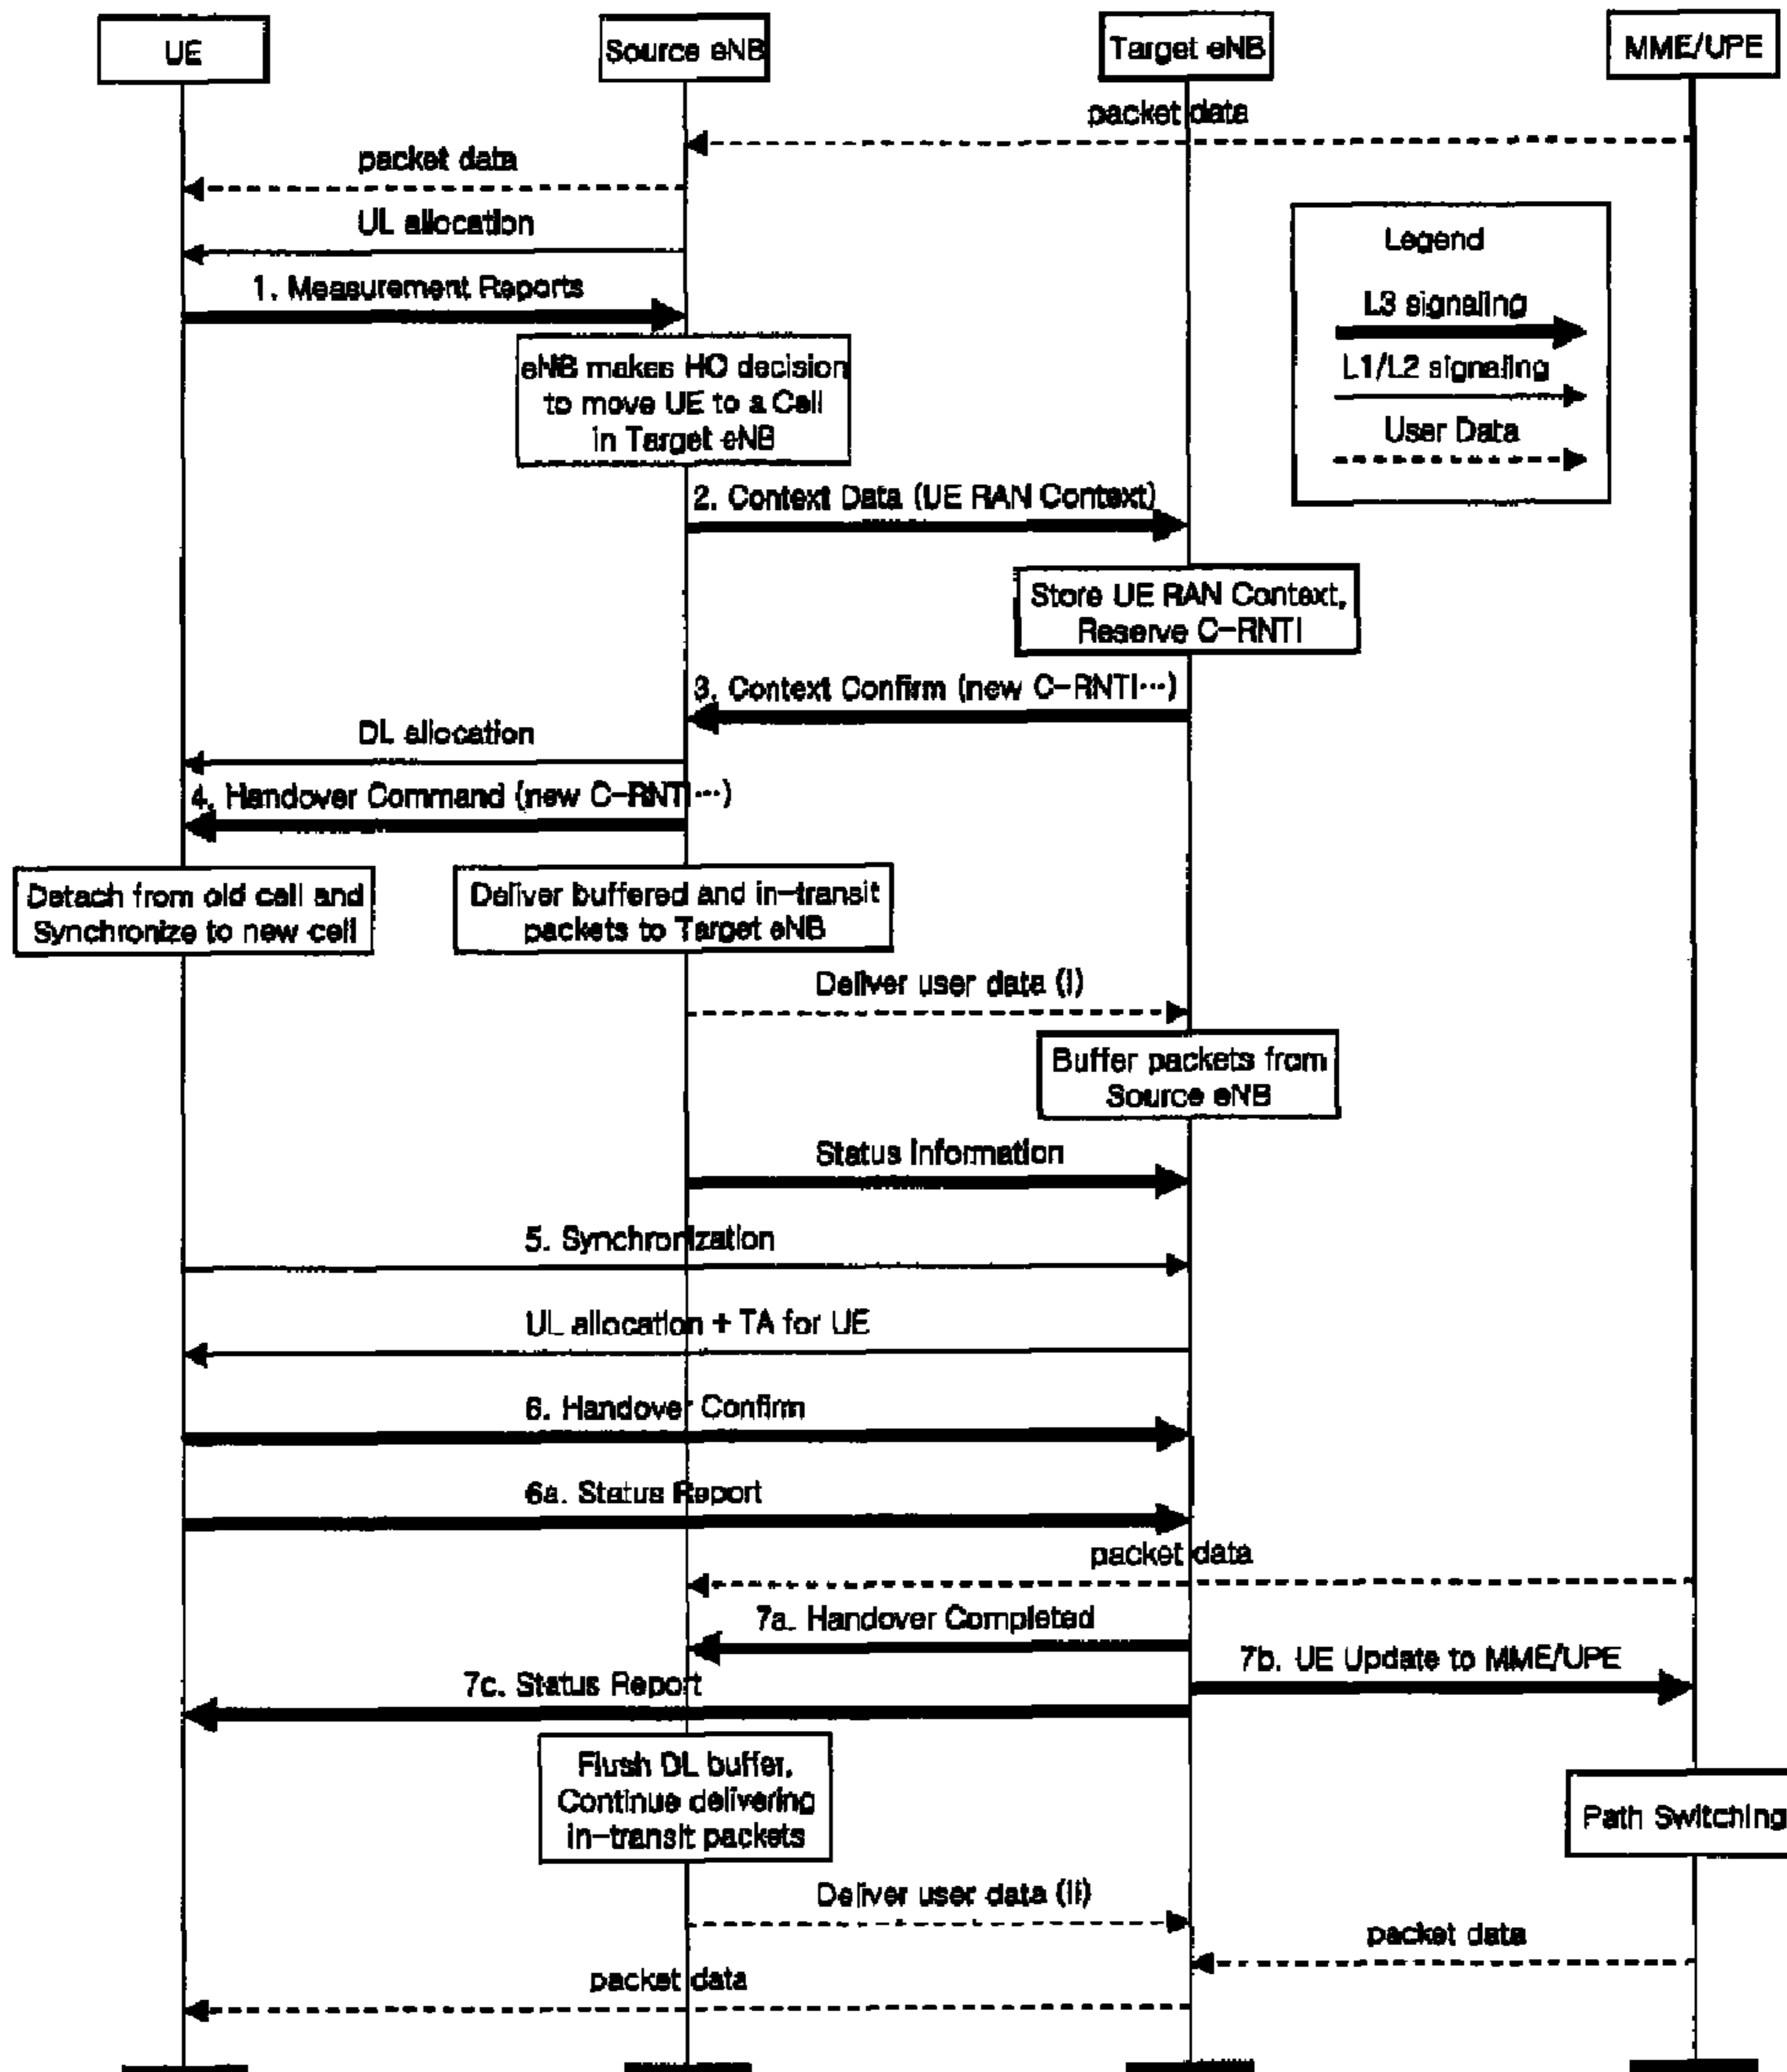 UE
Source eNB
Target eNB
MME/UPE
packet data
packet data
UL allocation
1. Measurement Reports
Legend
L3 signaling
L1/L2 signaling
User Data
eNB makes HO decision
to move UE to a Cell
in Target eNB
2. Context Data (UE RAN Context)
Store UE RAN Context,
Reserve C-RNTI
3. Context Confirm (new C-RNTI···)
DL allocation
4. Handover Command (new C-RNTI···)
Detach from old cell and
Synchronize to new cell
Deliver buffered and in-transit
packets to Target eNB
Deliver user data (i)
Buffer packets from
Source eNB
Status Information
5. Synchronization
UL allocation + TA for UE
6. Handover Confirm
6a. Status Report
packet data
7a. Handover Completed
7b. UE Update to MME/UPE
7c. Status Report
Flush DL buffer,
Continue delivering
in-transit packets
Path Switching
Deliver user data (ii)
packet data
packet data